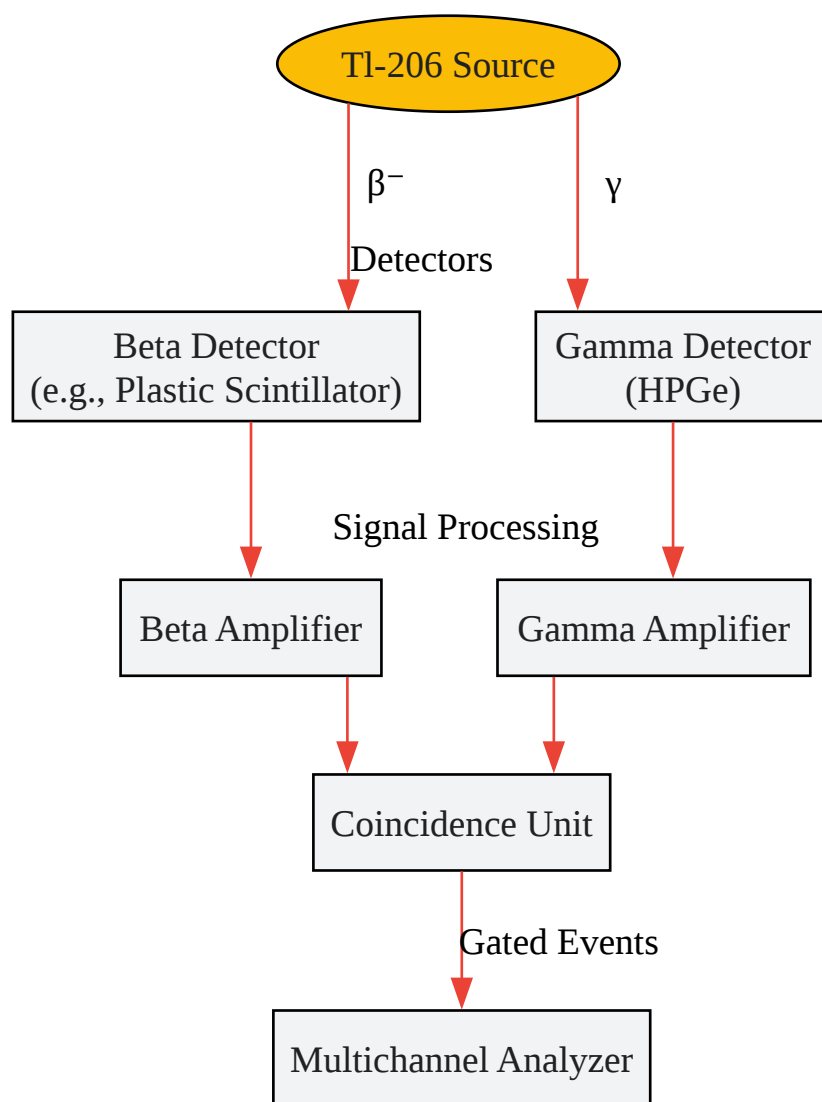 Tl-206 Source
β⁻
γ
Detectors
Beta Detector
(e.g., Plastic Scintillator)
Gamma Detector
(HPGe)
Signal Processing
Beta Amplifier
Gamma Amplifier
Coincidence Unit
Gated Events
Multichannel Analyzer